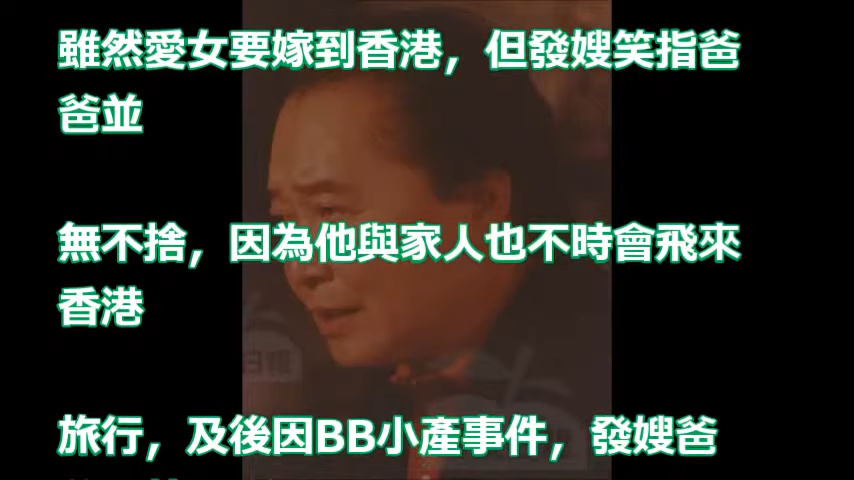 雖然愛女要嫁到香港，但發嫂笑指爸
爸並
無不捨，因為他與家人也不時會飛來
香港
旅行，及後因BB小產事件，發嫂爸
日報